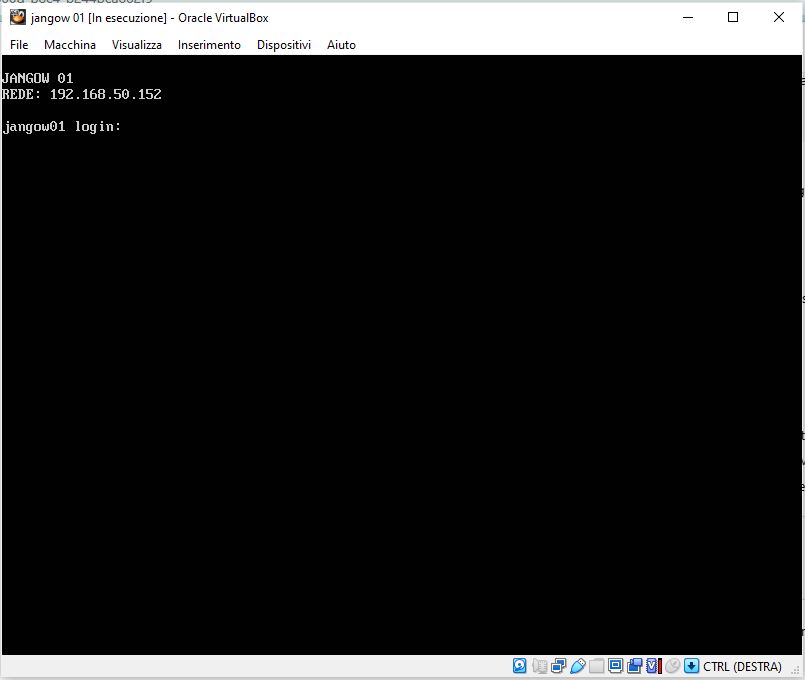 jangow 01 [In esecuzione] - Oracle VirtualBox
File Macchina Visualizza Inserimento Dispositivi Aiuto
JANGOW 01
REDE: 192.168.50.152
jangow01 login:
CTRL (DESTRA)